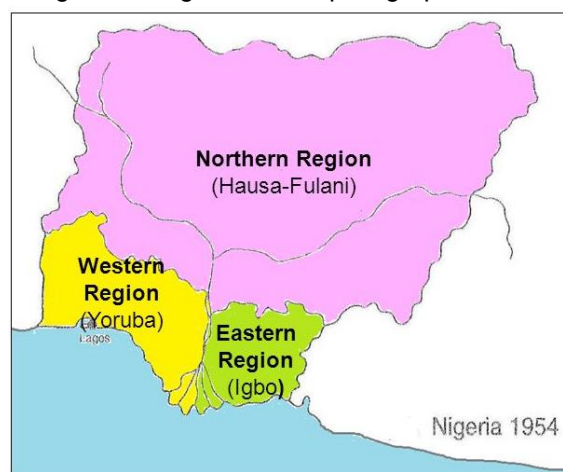 Northern Region
(Hausa-Fulani)
Western
Region
(Yoruba)
Lagos
Eastern
Region
(Igbo)
Nigeria 1954